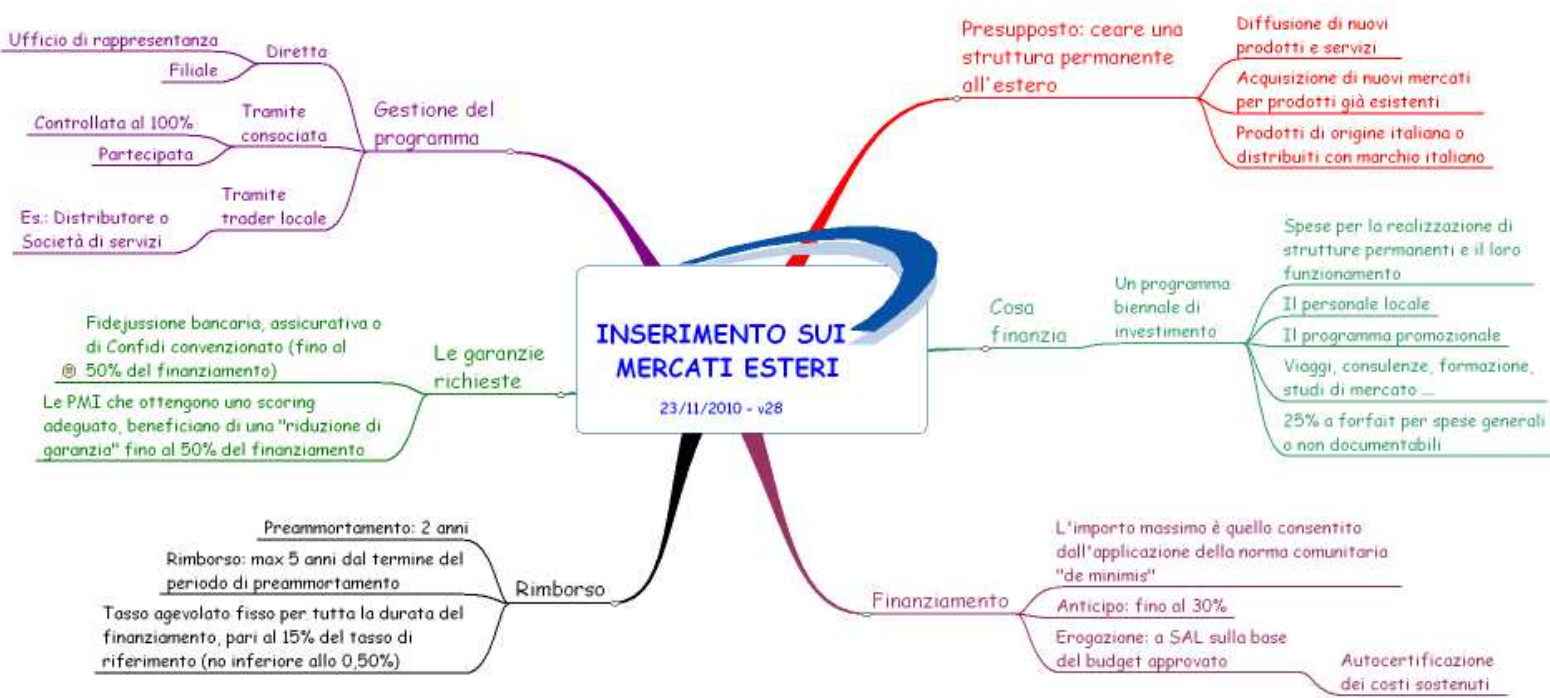 INSERIMENTO SUI
MERCATI ESTERI
23/11/2010 - v28
Presupposto: ceare una
struttura permanente
all'estero
Diffusione di nuovi
prodotti e servizi
Acquisizione di nuovi mercati
per prodotti già esistenti
Prodotti di origine italiana o
distribuiti con marchio italiano
Cosa
finanzia
Un programma
biennale di
investimento
Spese per la realizzazione di
strutture permanenti e il loro
funzionamento
Il personale locale
Il programma promozionale
Viaggi, consulenze, formazione,
studi di mercato ....
25% a forfait per spese generali
o non documentabili
Finanziamento
L'importo massimo è quello consentito
dall'applicazione della norma comunitaria
"de minimis"
Anticipo: fino al 30%
Erogazione: a SAL sulla base
del budget approvato
Autocertificazione
dei costi sostenuti
Rimborso
Preammortamento: 2 anni
Rimborso: max 5 anni dal termine del
periodo di preammortamento
Tasso agevolato fisso per tutta la durata del
finanziamento, pari al 15% del tasso di
riferimento (no inferiore allo 0,50%)
Le garanzie
richieste
Fidejussione bancaria, assicurativa o
di Confidi convenzionato (fino al
50% del finanziamento)
Le PMI che ottengono uno scoring
adeguato, beneficiano di una "riduzione di
garanzia" fino al 50% del finanziamento
Gestione del
programma
Diretta
Ufficio di rappresentanza
Filiale
Tramite
consociata
Controllata al 100%
Partecipata
Tramite
trader locale
Es.: Distributore o
Società di servizi